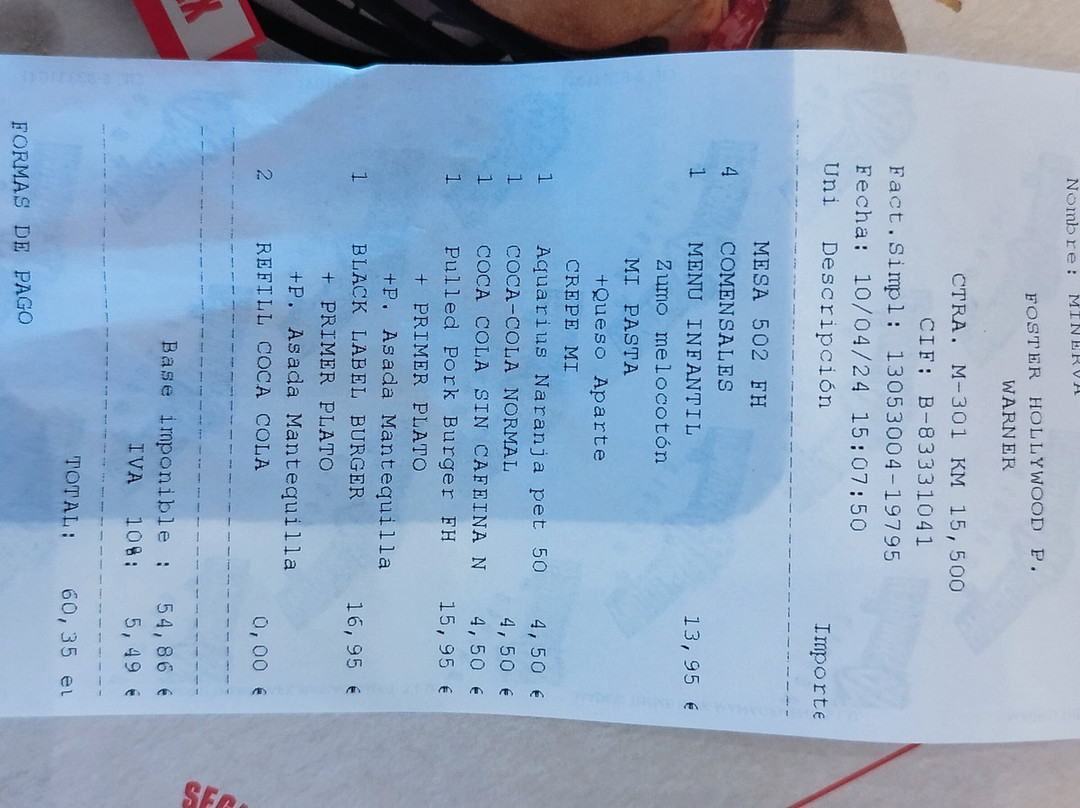 Nombre: MINERVA
FOSTER HOLLYWOOD P.
WARNER
CTRA. M-301 KM 15,500
CIF: B-83331041
Fact.Simpl: 13053004-19795
Fecha: 10/04/24 15:07:50
Uni Descripción Importe
MESA 502 FH
4 COMENSALES
1 MENU INFANTIL 13,95 €
Zumo melocotón
MI PASTA
+Queso Aparte
CREPE MI
1 Aquarius Naranja pet 50 4,50 €
1 COCA-COLA NORMAL 4,50 €
1 COCA COLA SIN CAFEINA N 4,50 €
1 Pulled Pork Burger FH 15,95 €
+ PRIMER PLATO
+P. Asada Mantequilla
1 BLACK LABEL BURGER 16,95 €
+ PRIMER PLATO
+P. Asada Mantequilla
2 REFILL COCA COLA 0,00 €
Base imponible : 54,86 €
IVA 10%: 5,49 €
TOTAL: 60,35 eu
FORMAS DE PAGO